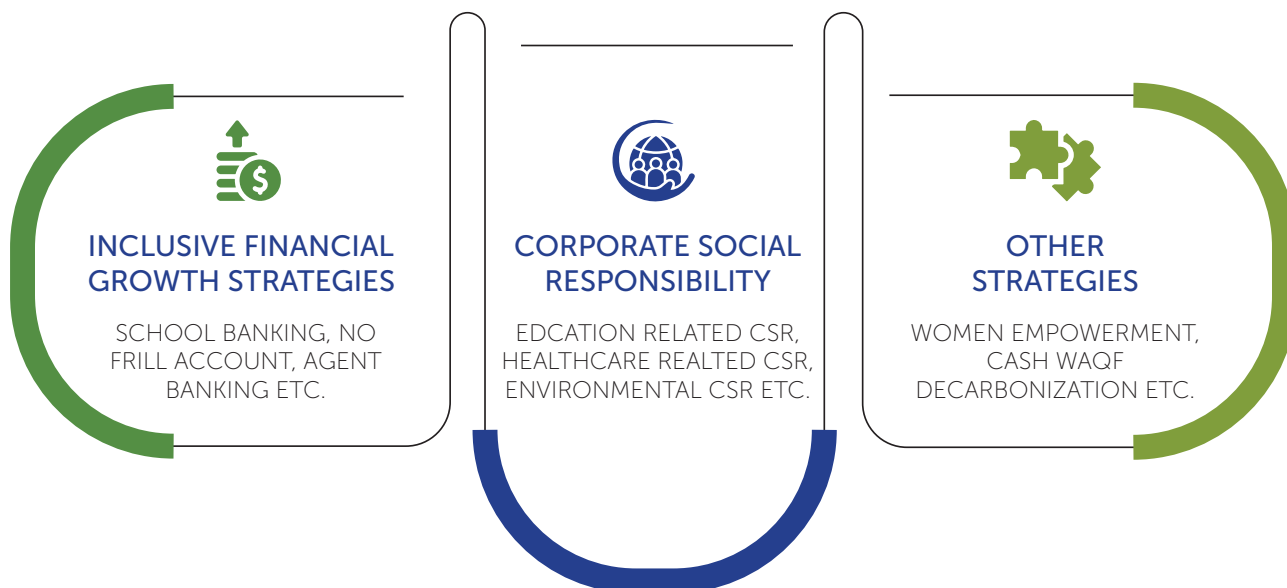 INCLUSIVE FINANCIAL
GROWTH STRATEGIES
SCHOOL BANKING, NO
FRILL ACCOUNT, AGENT
BANKING ETC.
CORPORATE SOCIAL
RESPONSIBILITY
EDCATION RELATED CSR,
HEALTHCARE REALTED CSR,
ENVIRONMENTAL CSR ETC.
OTHER
STRATEGIES
WOMEN EMPOWERMENT,
CASH WAQF
DECARBONIZATION ETC.